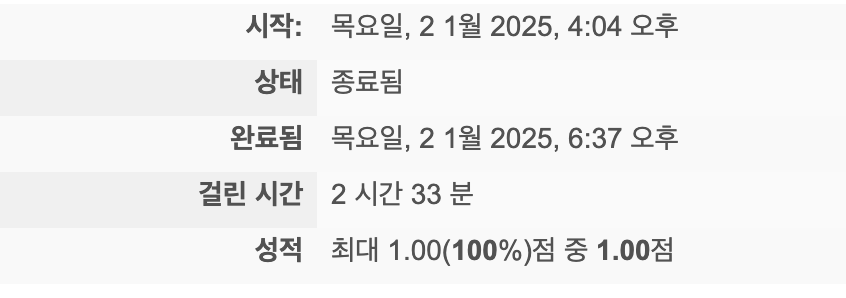 시작: 목요일, 2 1월 2025, 4:04 오후
상태 종료됨
완료됨 목요일, 2 1월 2025, 6:37 오후
걸린 시간 2 시간 33 분
성적 최대 1.00(100%)점 중 1.00점